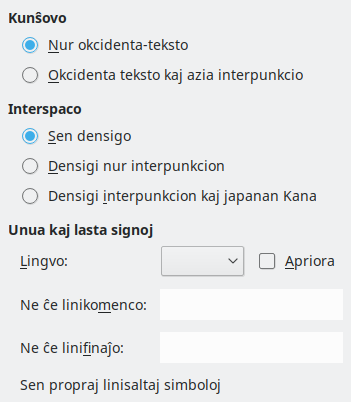 Kunŝovo
Nur okcidenta-teksto
Okcidenta teksto kaj azia interpunkcio
Interspaco
Sen densigo
Densigi nur interpunkcion
Densigi interpunkcion kaj japanan Kana
Unua kaj lasta signoj
Lingvo:
Apriora
Ne ĉe linikomenco:
Ne ĉe linifinaĵo:
Sen propraj linisaltaj simboloj